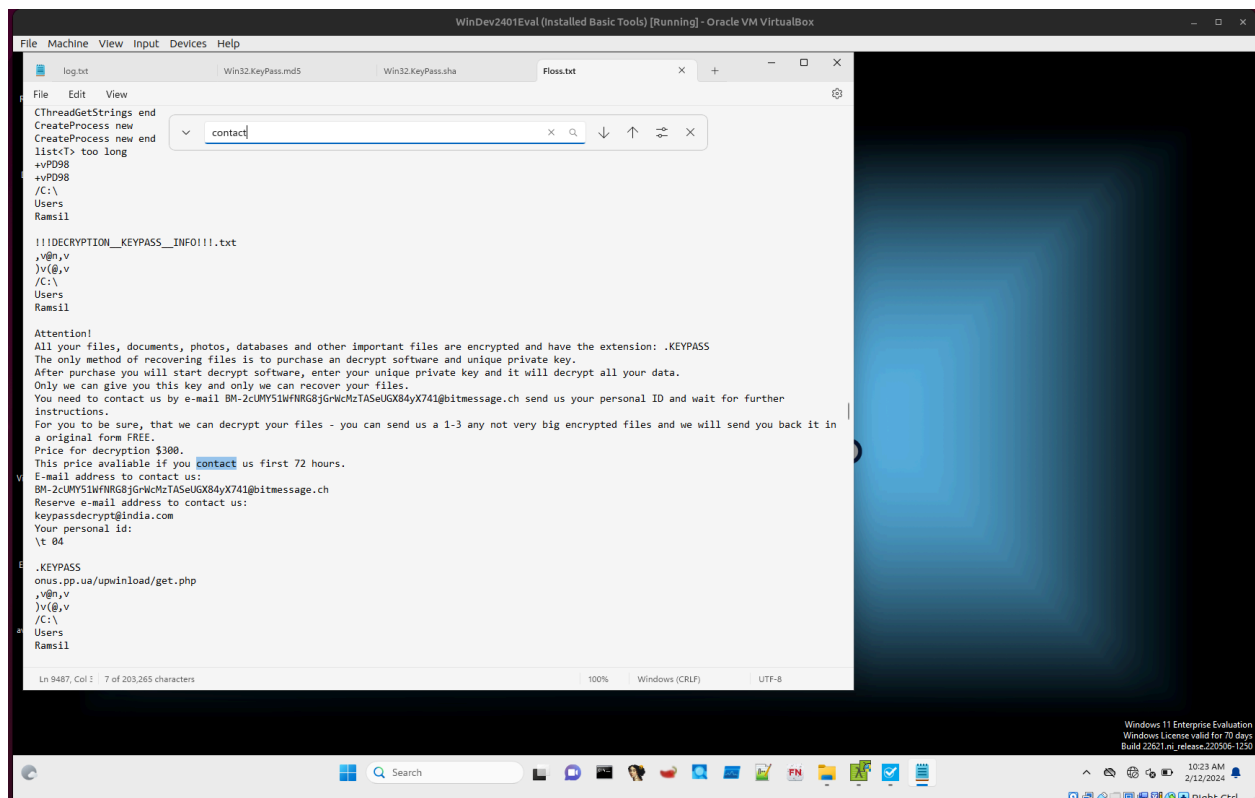 WinDev2401Eval (Installed Basic Tools) [Running] - Oracle VM VirtualBox
File Machine View Input Devices Help
log.txt Win32.KeyPass.md5 Win32.KeyPass.sha Floss.txt
File Edit View
contact
CThreadGetStrings end
CreateProcess new
CreateProcess new end
list<T> too long
+vPD98
+vPD98
/C:\
Users
Ramsil
!!!DECRYPTION__KEYPASS__INFO!!!.txt
,v@n,v
)v(@,v
/C:\
Users
Ramsil
Attention!
All your files, documents, photos, databases and other important files are encrypted and have the extension: .KEYPASS
The only method of recovering files is to purchase an decrypt software and unique private key.
After purchase you will start decrypt software, enter your unique private key and it will decrypt all your data.
Only we can give you this key and only we can recover your files.
You need to contact us by e-mail BM-2cUMY51WfNRG8jGrWcMzTASeUGX84yX741@bitmessage.ch send us your personal ID and wait for further
instructions.
For you to be sure, that we can decrypt your files - you can send us a 1-3 any not very big encrypted files and we will send you back it in
a original form FREE.
Price for decryption $300.
This price avaliable if you contact us first 72 hours.
E-mail address to contact us:
BM-2cUMY51WfNRG8jGrWcMzTASeUGX84yX741@bitmessage.ch
Reserve e-mail address to contact us:
keypassdecrypt@india.com
Your personal id:
\t 04
.KEYPASS
onus.pp.ua/upwinload/get.php
,v@n,v
)v(@,v
/C:\
Users
Ramsil
Ln 9487, Col 7 of 203,265 characters 100% Windows (CRLF) UTF-8
Windows 11 Enterprise Evaluation
Windows License valid for 70 days
Build 22621.ni_release.220506-1250
Search
FN
10:23 AM
2/12/2024
Right Ctrl